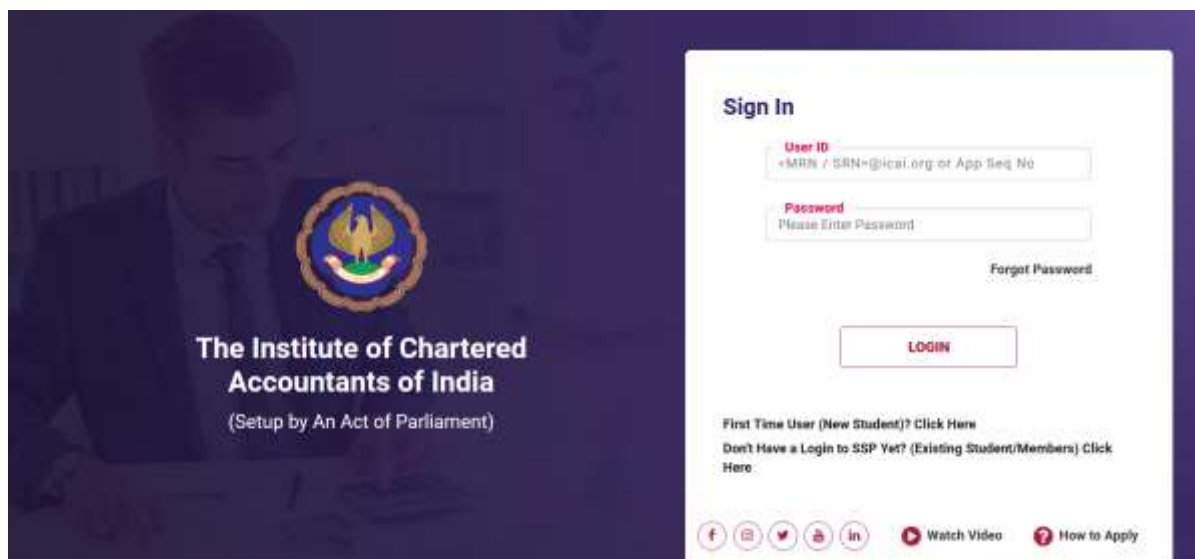 The Institute of Chartered
Accountants of India
(Setup by An Act of Parliament)
Sign In
User ID
<MRN / SRN>@icai.org or App Seq No
Password
Please Enter Password
Forgot Password
LOGIN
First Time User (New Student)? Click Here
Don't Have a Login to SSP Yet? (Existing Student/Members) Click
Here
Watch Video
How to Apply